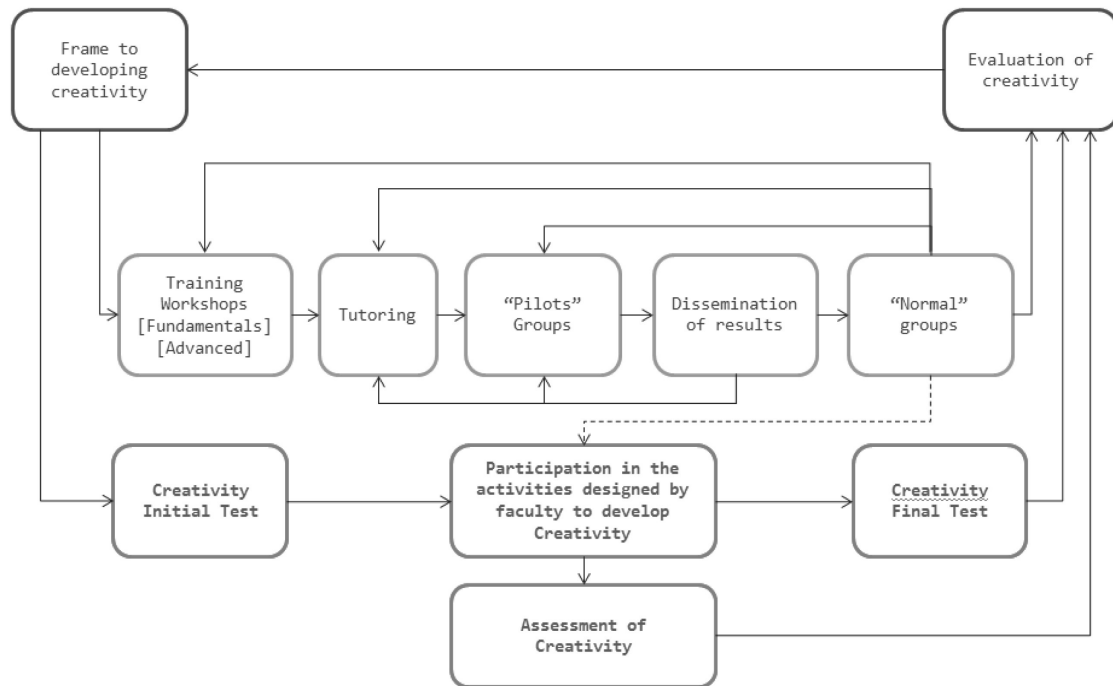 Frame to
developing
creativity
Evaluation of
creativity
Training
Workshops
[Fundamentals]
[Advanced]
Tutoring
“Pilots”
Groups
Dissemination
of results
“Normal”
groups
Creativity
Initial Test
Participation in the
activities designed by
faculty to develop
Creativity
Creativity
Final Test
Assessment of
Creativity